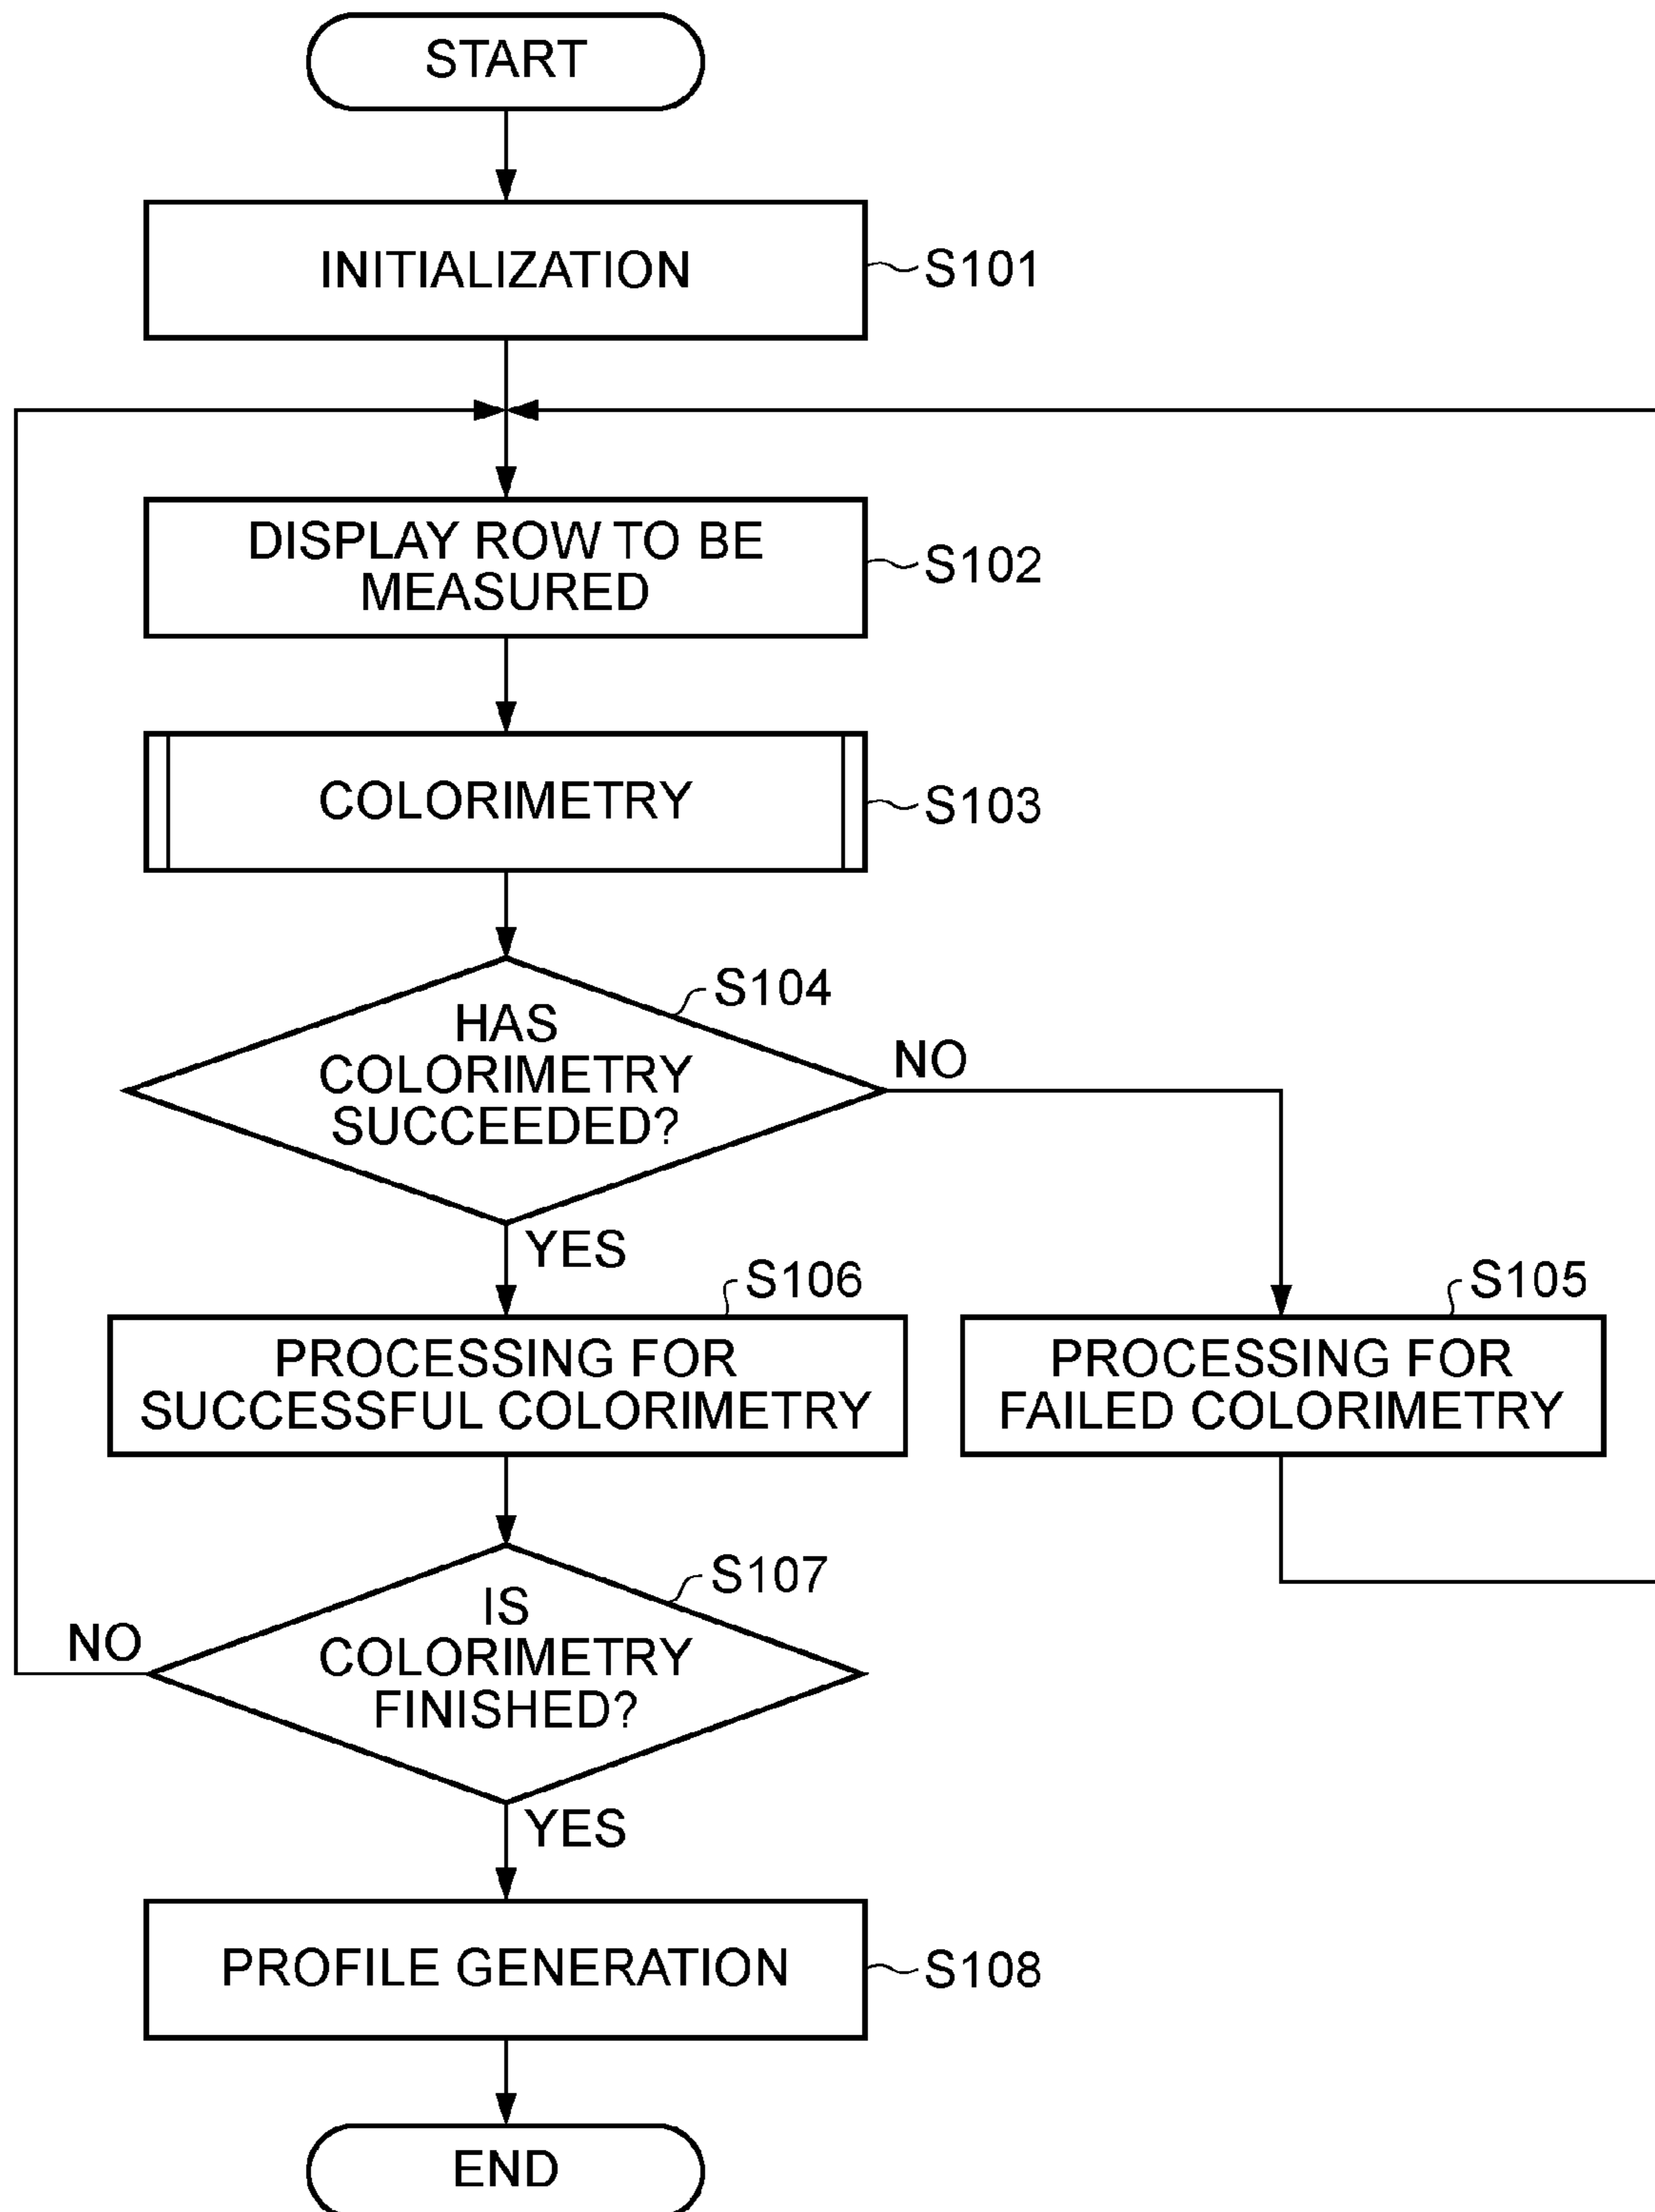 START
INITIALIZATION
S101
DISPLAY ROW TO BE
MEASURED
S102
COLORIMETRY
S103
S104
HAS
COLORIMETRY
SUCCEEDED?
NO
YES
S106
PROCESSING FOR
SUCCESSFUL COLORIMETRY
S105
PROCESSING FOR
FAILED COLORIMETRY
S107
IS
COLORIMETRY
FINISHED?
NO
YES
PROFILE GENERATION
S108
END